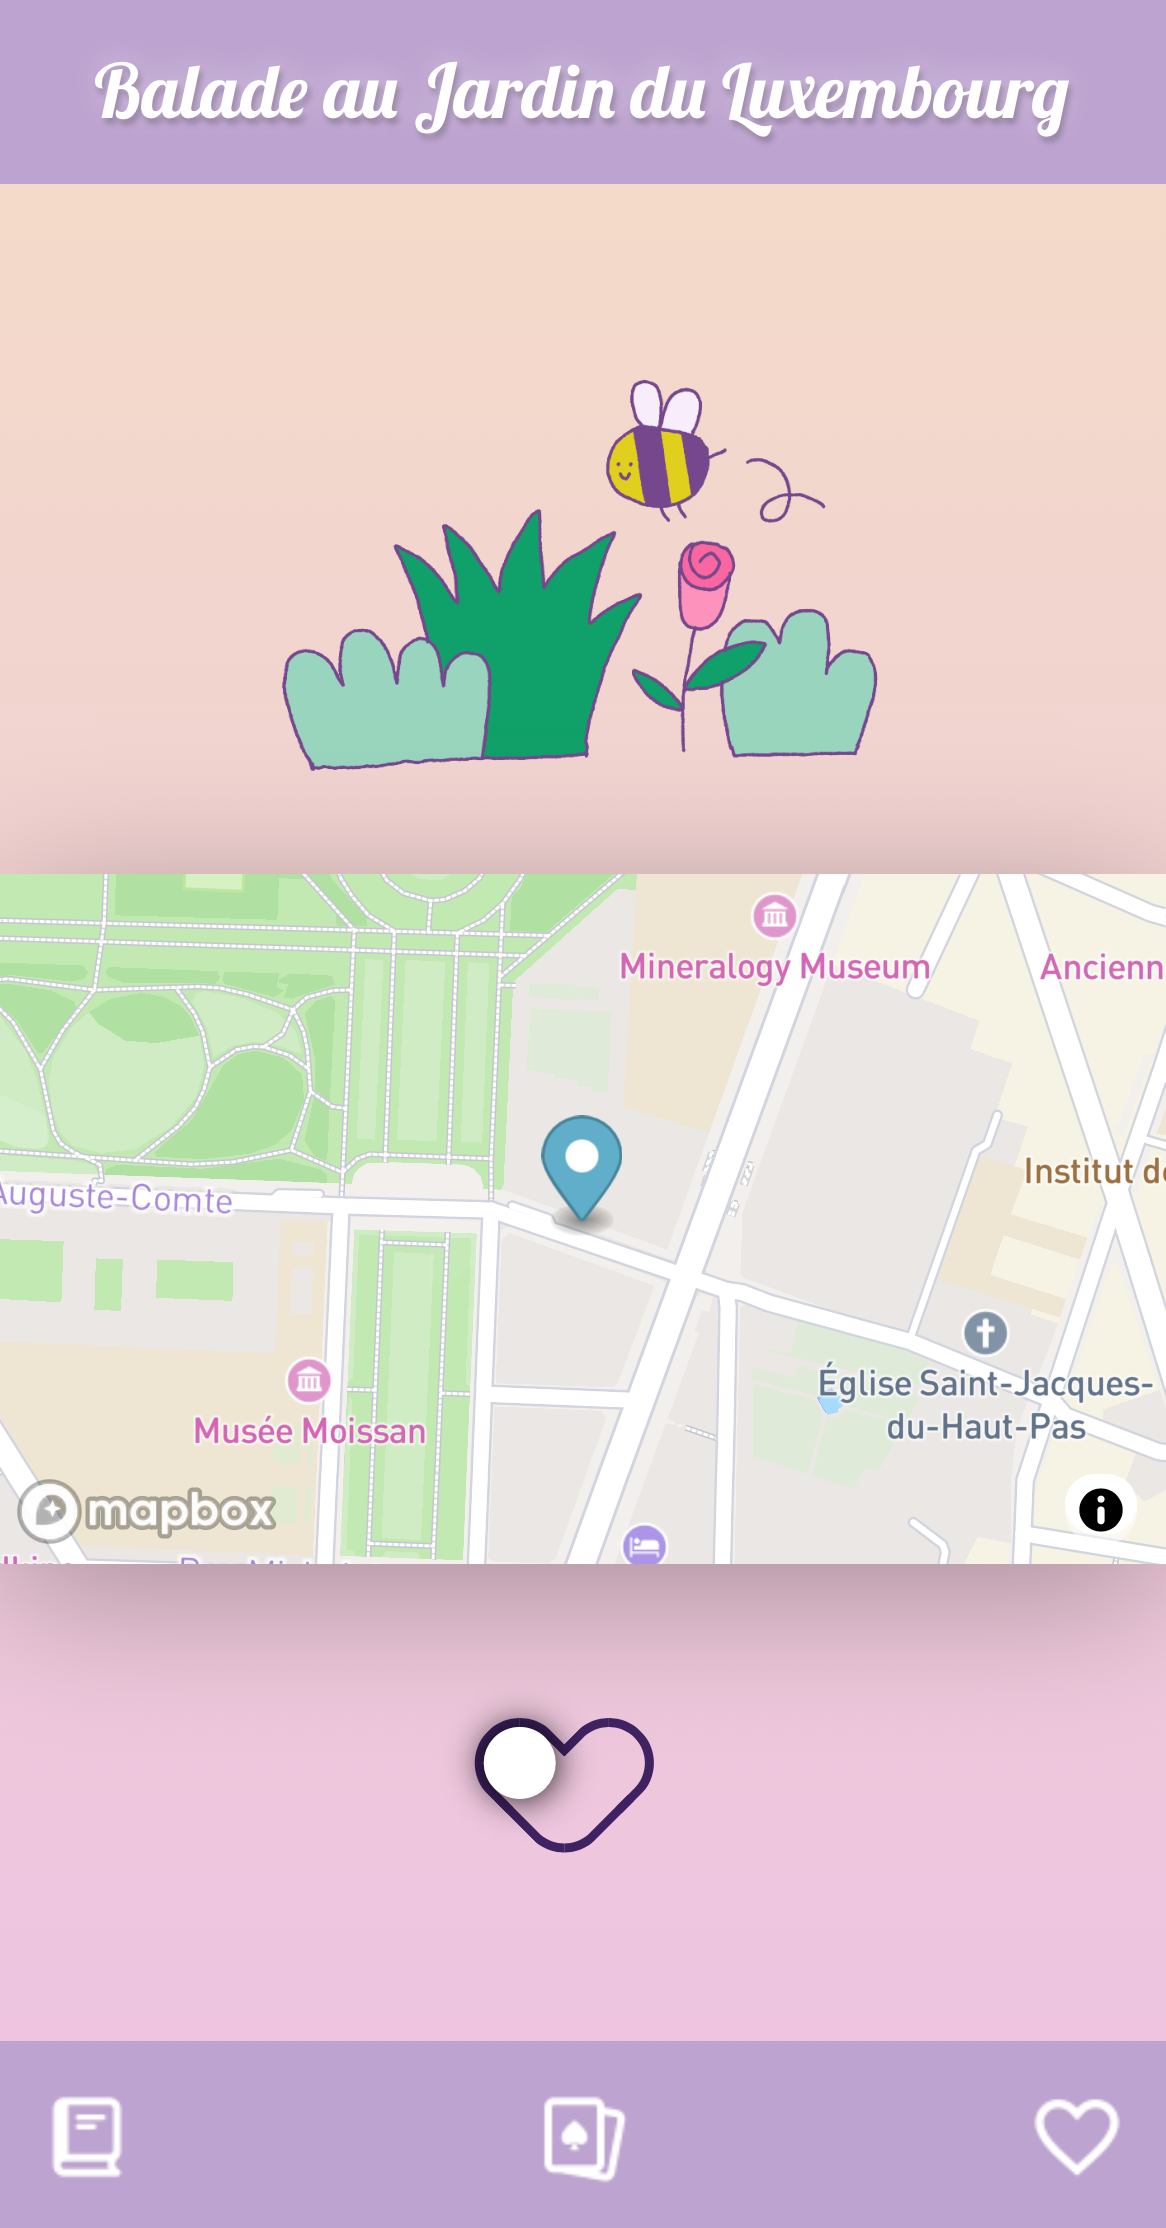 Balade au Jardin du Luxembourg
Mineralogy Museum
Ancienn
Auguste-Comte
Institut de
Église Saint-Jacques-
du-Haut-Pas
Musée Moissan
mapbox